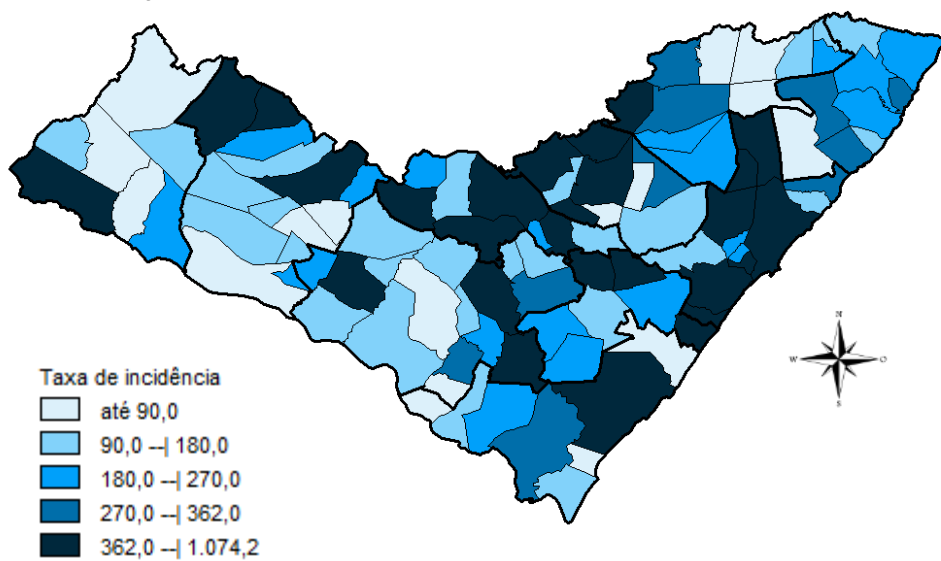 N
W
O
S
Taxa de incidência
até 90,0
90,0 --| 180,0
180,0 --| 270,0
270,0 --| 362,0
362,0 --| 1.074,2